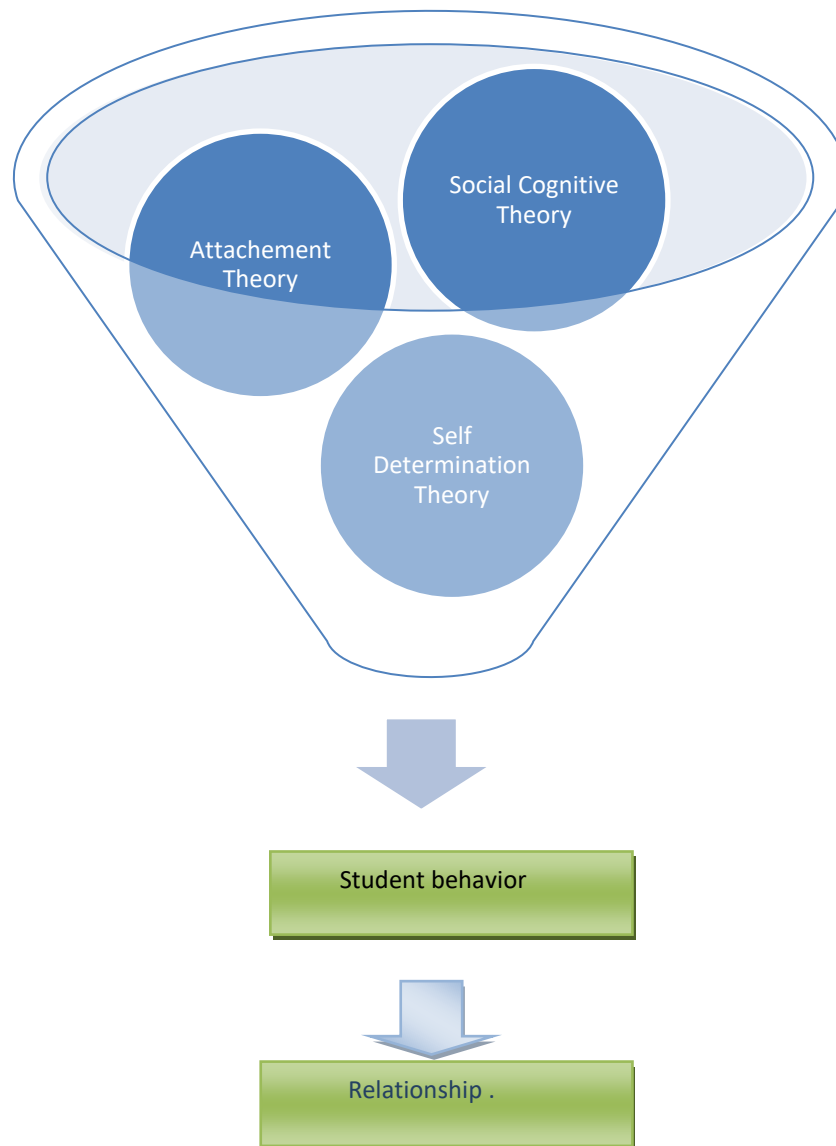 Social Cognitive
Theory
Attachement
Theory
Self
Determination
Theory
Student behavior
Relationship .